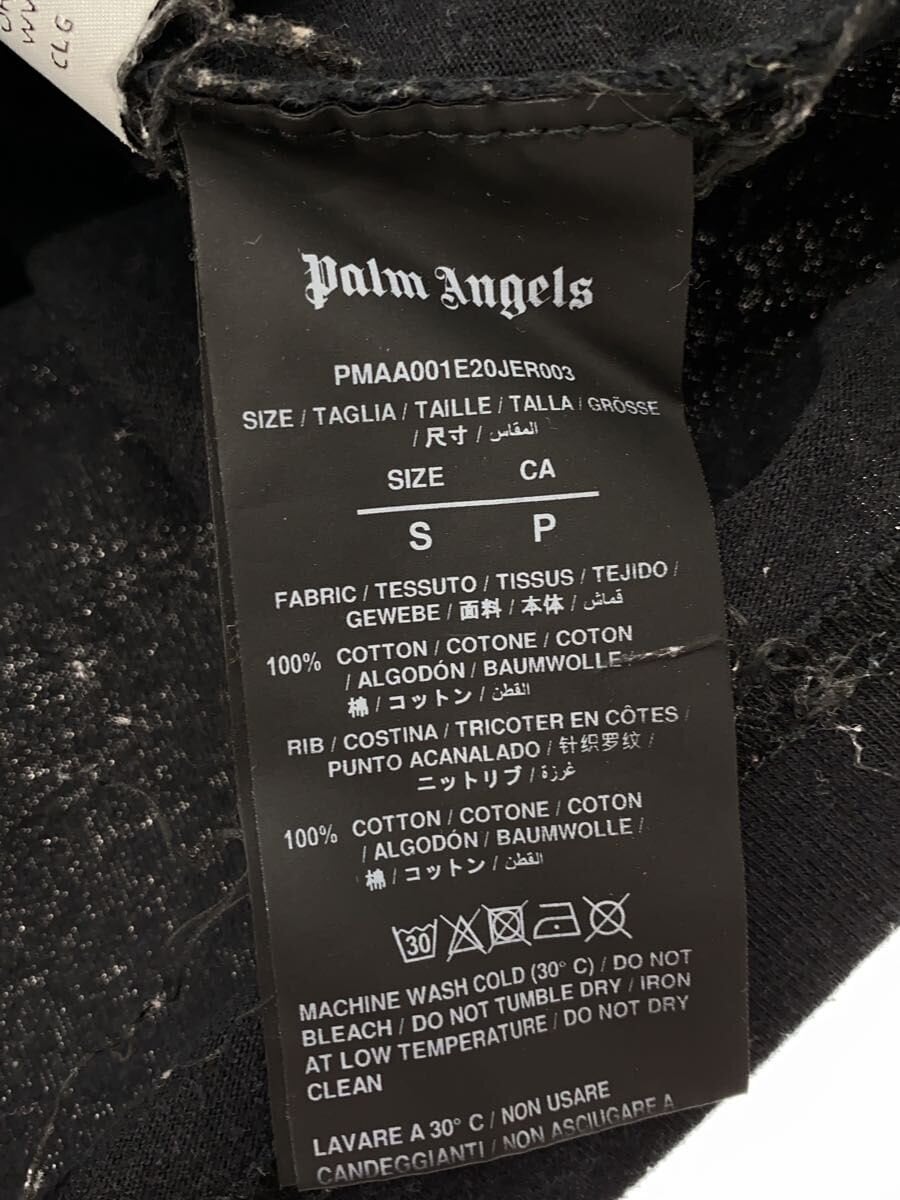 CLG
Palm Angels
PMAA001E20JER003
SIZE / TAGLIA / TAILLE / TALLA / GRÖSSE
/ 尺寸 / المقاس
SIZE CA
S P
FABRIC / TESSUTO / TISSUS / TEJIDO /
GEWEBE / 面料 / 本体 / قماش
100% COTTON / COTONE / COTON
/ ALGODÓN / BAUMWOLLE
棉 / コットン / القطن
RIB / COSTINA / TRICOTER EN CÔTES /
PUNTO ACANALADO / 针织罗纹 /
ニットリブ / غرزة
100% COTTON / COTONE / COTON
/ ALGODÓN / BAUMWOLLE /
棉 / コットン / القطن
30
MACHINE WASH COLD (30° C) / DO NOT
BLEACH / DO NOT TUMBLE DRY / IRON
AT LOW TEMPERATURE / DO NOT DRY
CLEAN
LAVARE A 30° C / NON USARE
CANDEGGIANTI / NON ASCIUGARE A